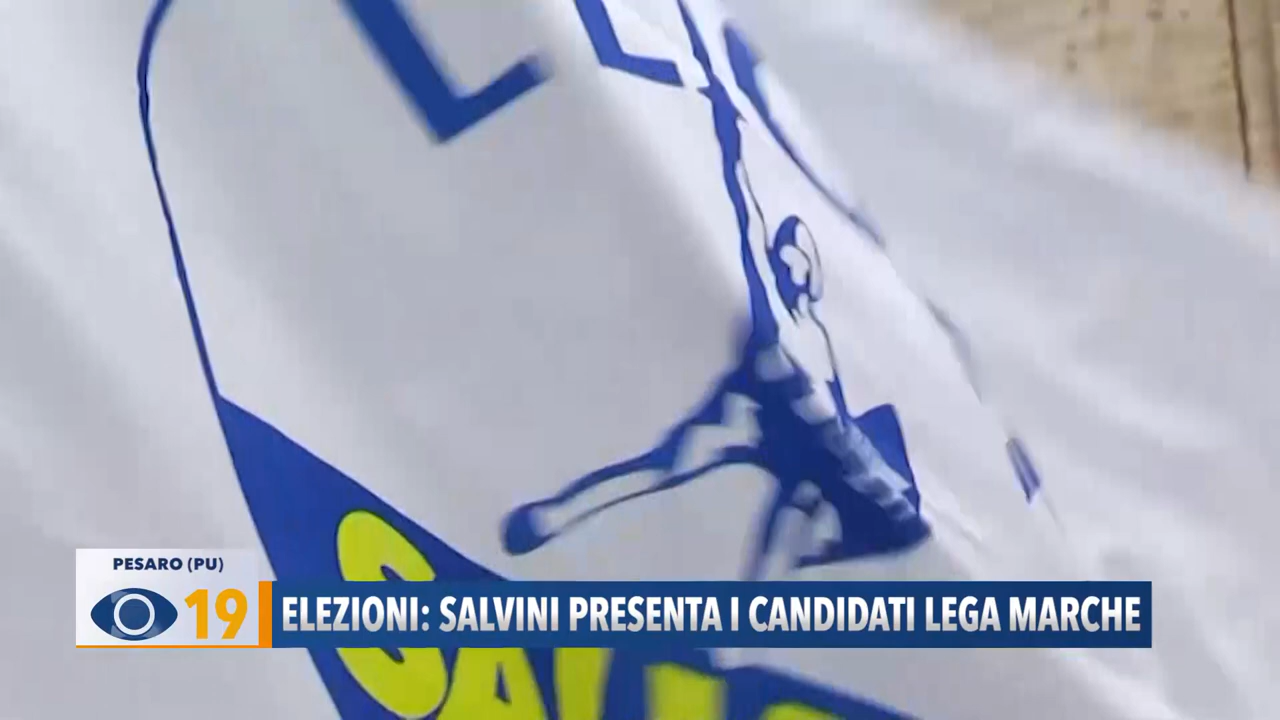 PESARO (PU)
19
ELEZIONI: SALVINI PRESENTA I CANDIDATI LEGA MARCHE